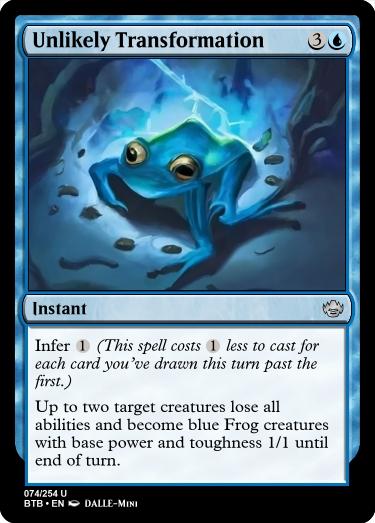 Unlikely Transformation 3
Instant
Infer 1 (This spell costs 1 less to cast for
each card you've drawn this turn past the
first.)
Up to two target creatures lose all
abilities and become blue Frog creatures
with base power and toughness 1/1 until
end of turn.
074/254 U
BTB • EN DALLE-Mini